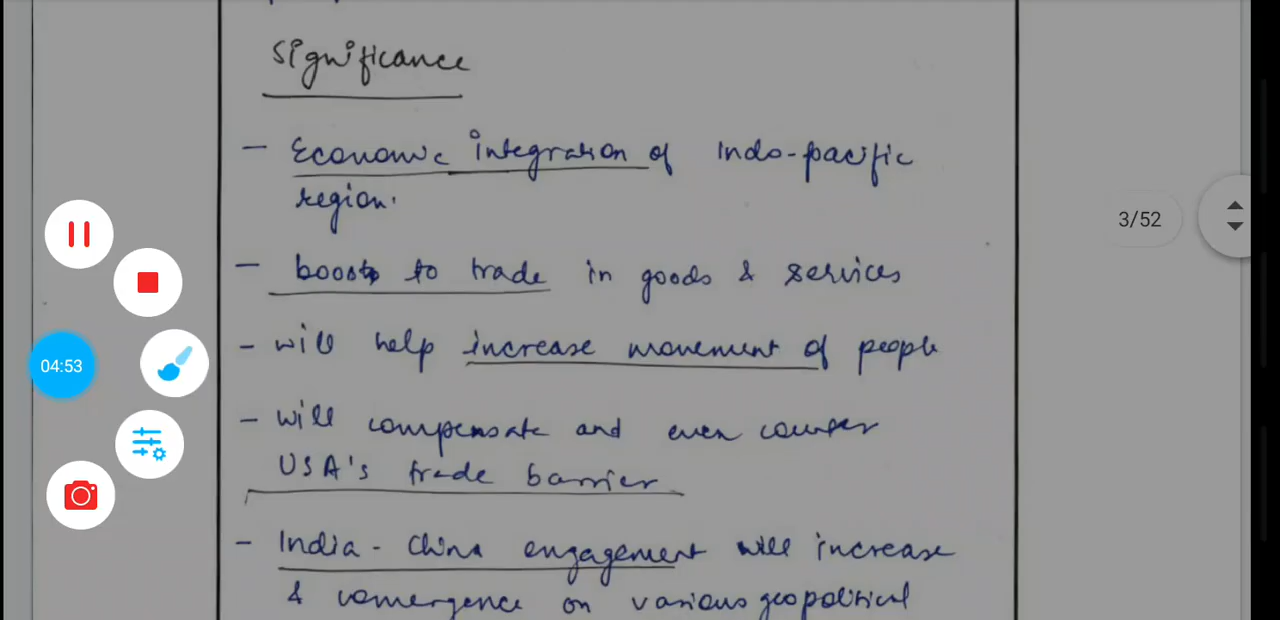 Significance
- Economic integration of Indo-pacific
region.
3/52
- boost to trade in goods & services
- will help increase movement of people
04:53
- will compensate and even counter
USA's trade barrier
- India - China engagement will increase
& convergence on various geopolitical